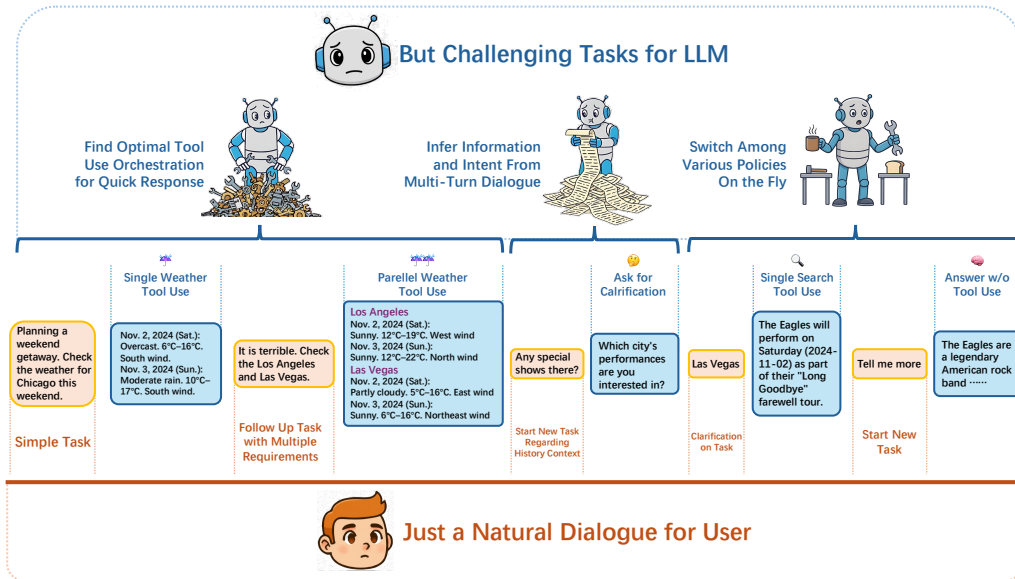 But Challenging Tasks for LLM
Find Optimal Tool
Use Orchestration
for Quick Response
Infer Information
and Intent From
Multi-Turn Dialogue
Switch Among
Various Policies
On the Fly
Single Weather
Tool Use
Parellel Weather
Tool Use
Ask for
Calrification
Single Search
Tool Use
Answer w/o
Tool Use
Planning a
weekend
getaway. Check
the weather for
Chicago this
weekend.
Nov. 2, 2024 (Sat.):
Overcast. 6°C–16°C.
South wind.
Nov. 3, 2024 (Sun.):
Moderate rain. 10°C–
17°C. South wind.
It is terrible. Check
the Los Angeles
and Las Vegas.
Los Angeles
Nov. 2, 2024 (Sat.):
Sunny. 12°C–19°C. West wind
Nov. 3, 2024 (Sun.):
Sunny. 12°C–22°C. North wind
Las Vegas
Nov. 2, 2024 (Sat.):
Partly cloudy. 5°C–16°C. East wind
Nov. 3, 2024 (Sun.):
Sunny. 6°C–16°C. Northeast wind
Any special
shows there?
Which city's
performances
are you
interested in?
Las Vegas
The Eagles will
perform on
Saturday (2024-
11-02) as part
of their "Long
Goodbye"
farewell tour.
Tell me more
The Eagles are
a legendary
American rock
band ······
Simple Task
Follow Up Task
with Multiple
Requirements
Start New Task
Regarding
History Context
Clarification
on Task
Start New
Task
Just a Natural Dialogue for User